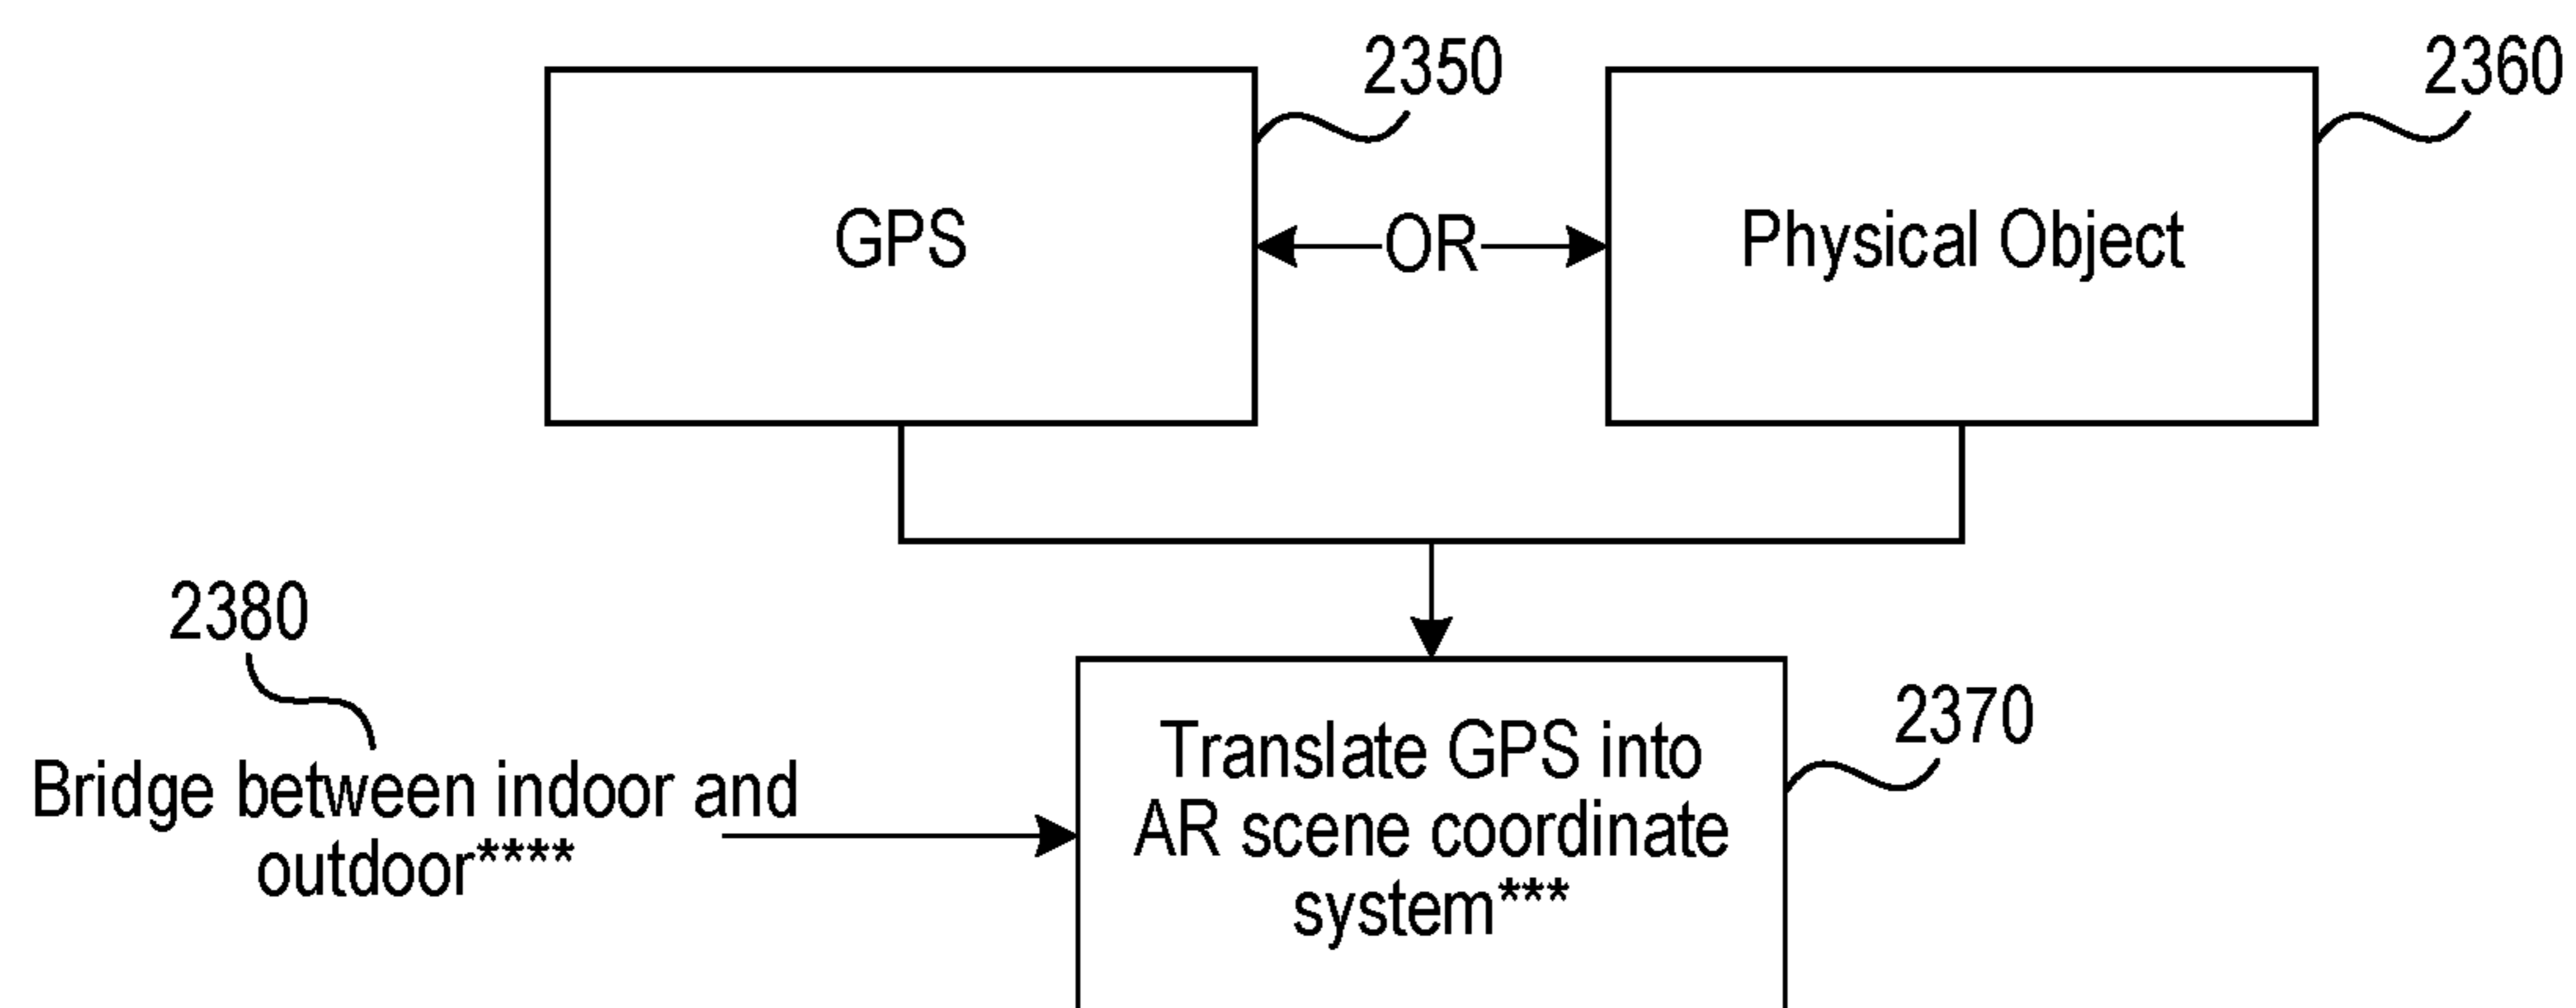 2350
2360
GPS
OR
Physical Object
2380
2370
Bridge between indoor and
outdoor****
Translate GPS into
AR scene coordinate
system***